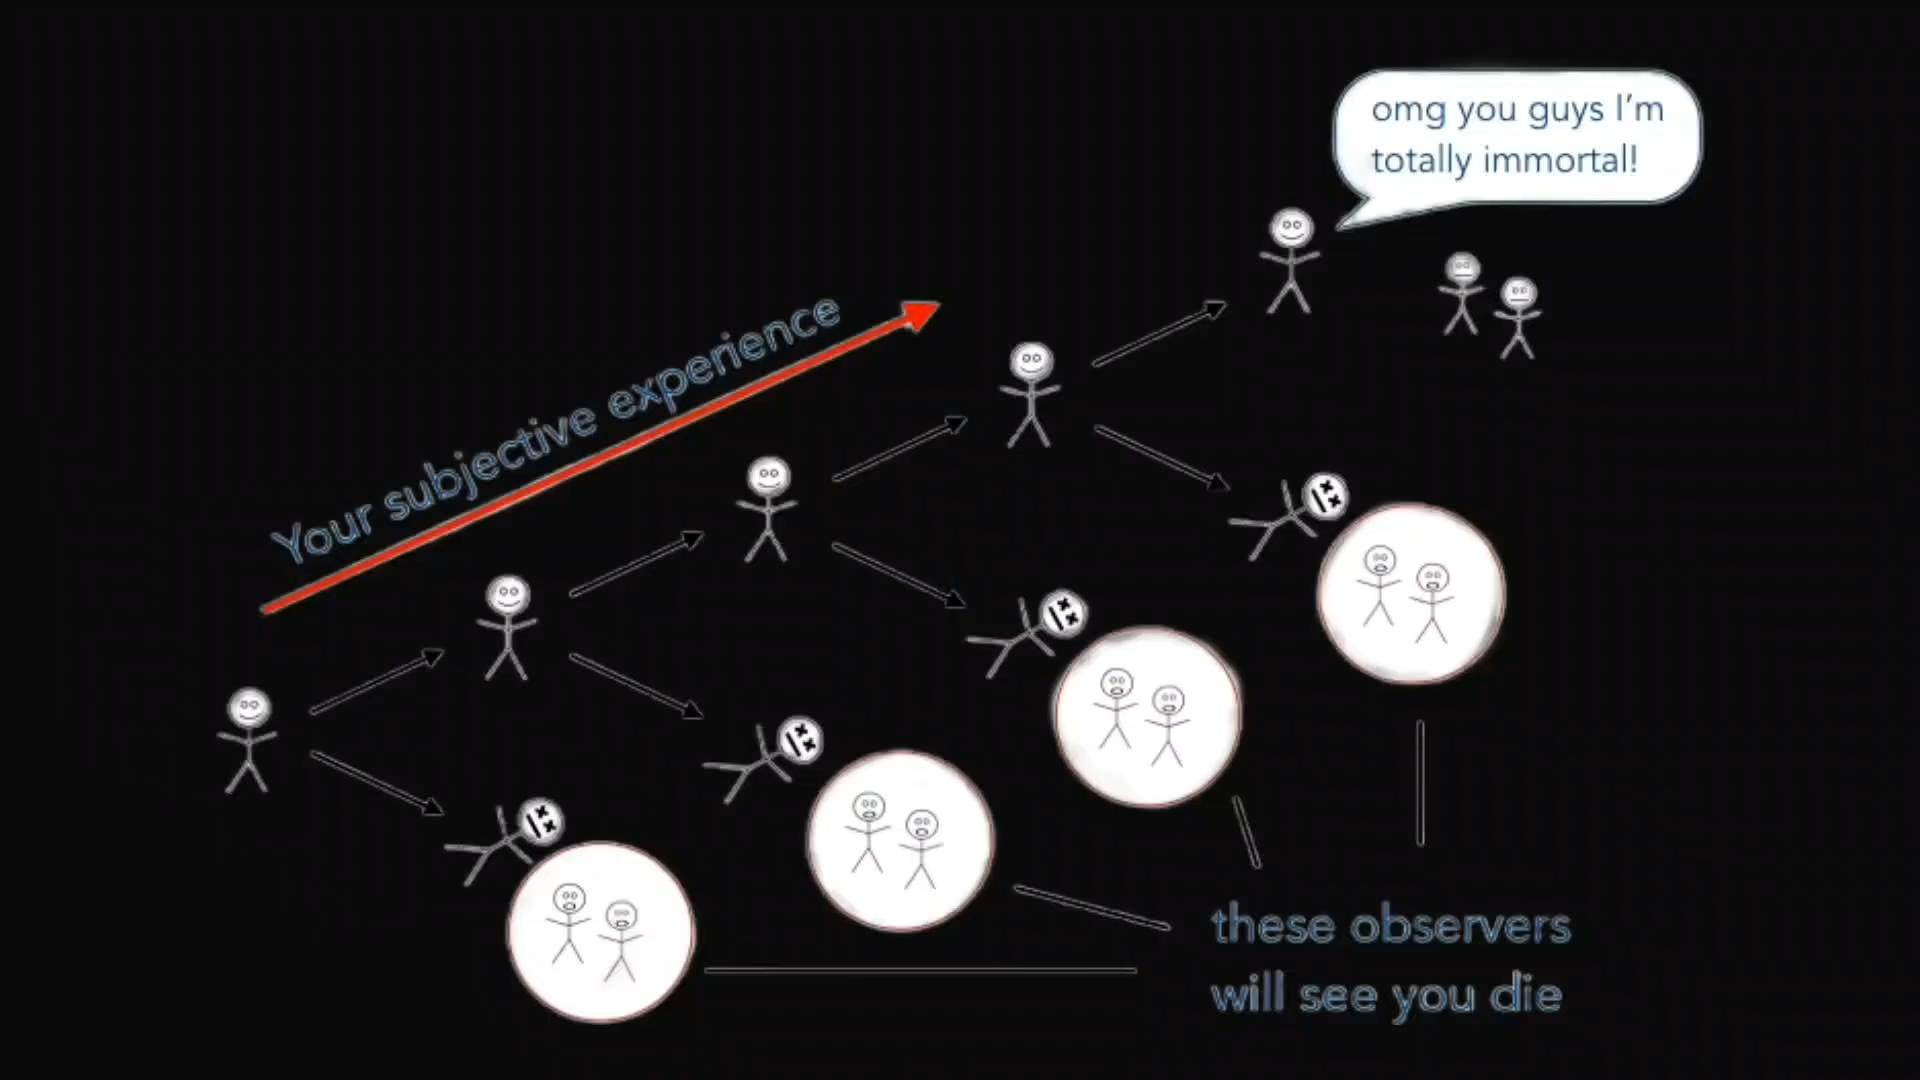 omg you guys I'm
totally immortal!
Your subjective experience
these observers
will see you die